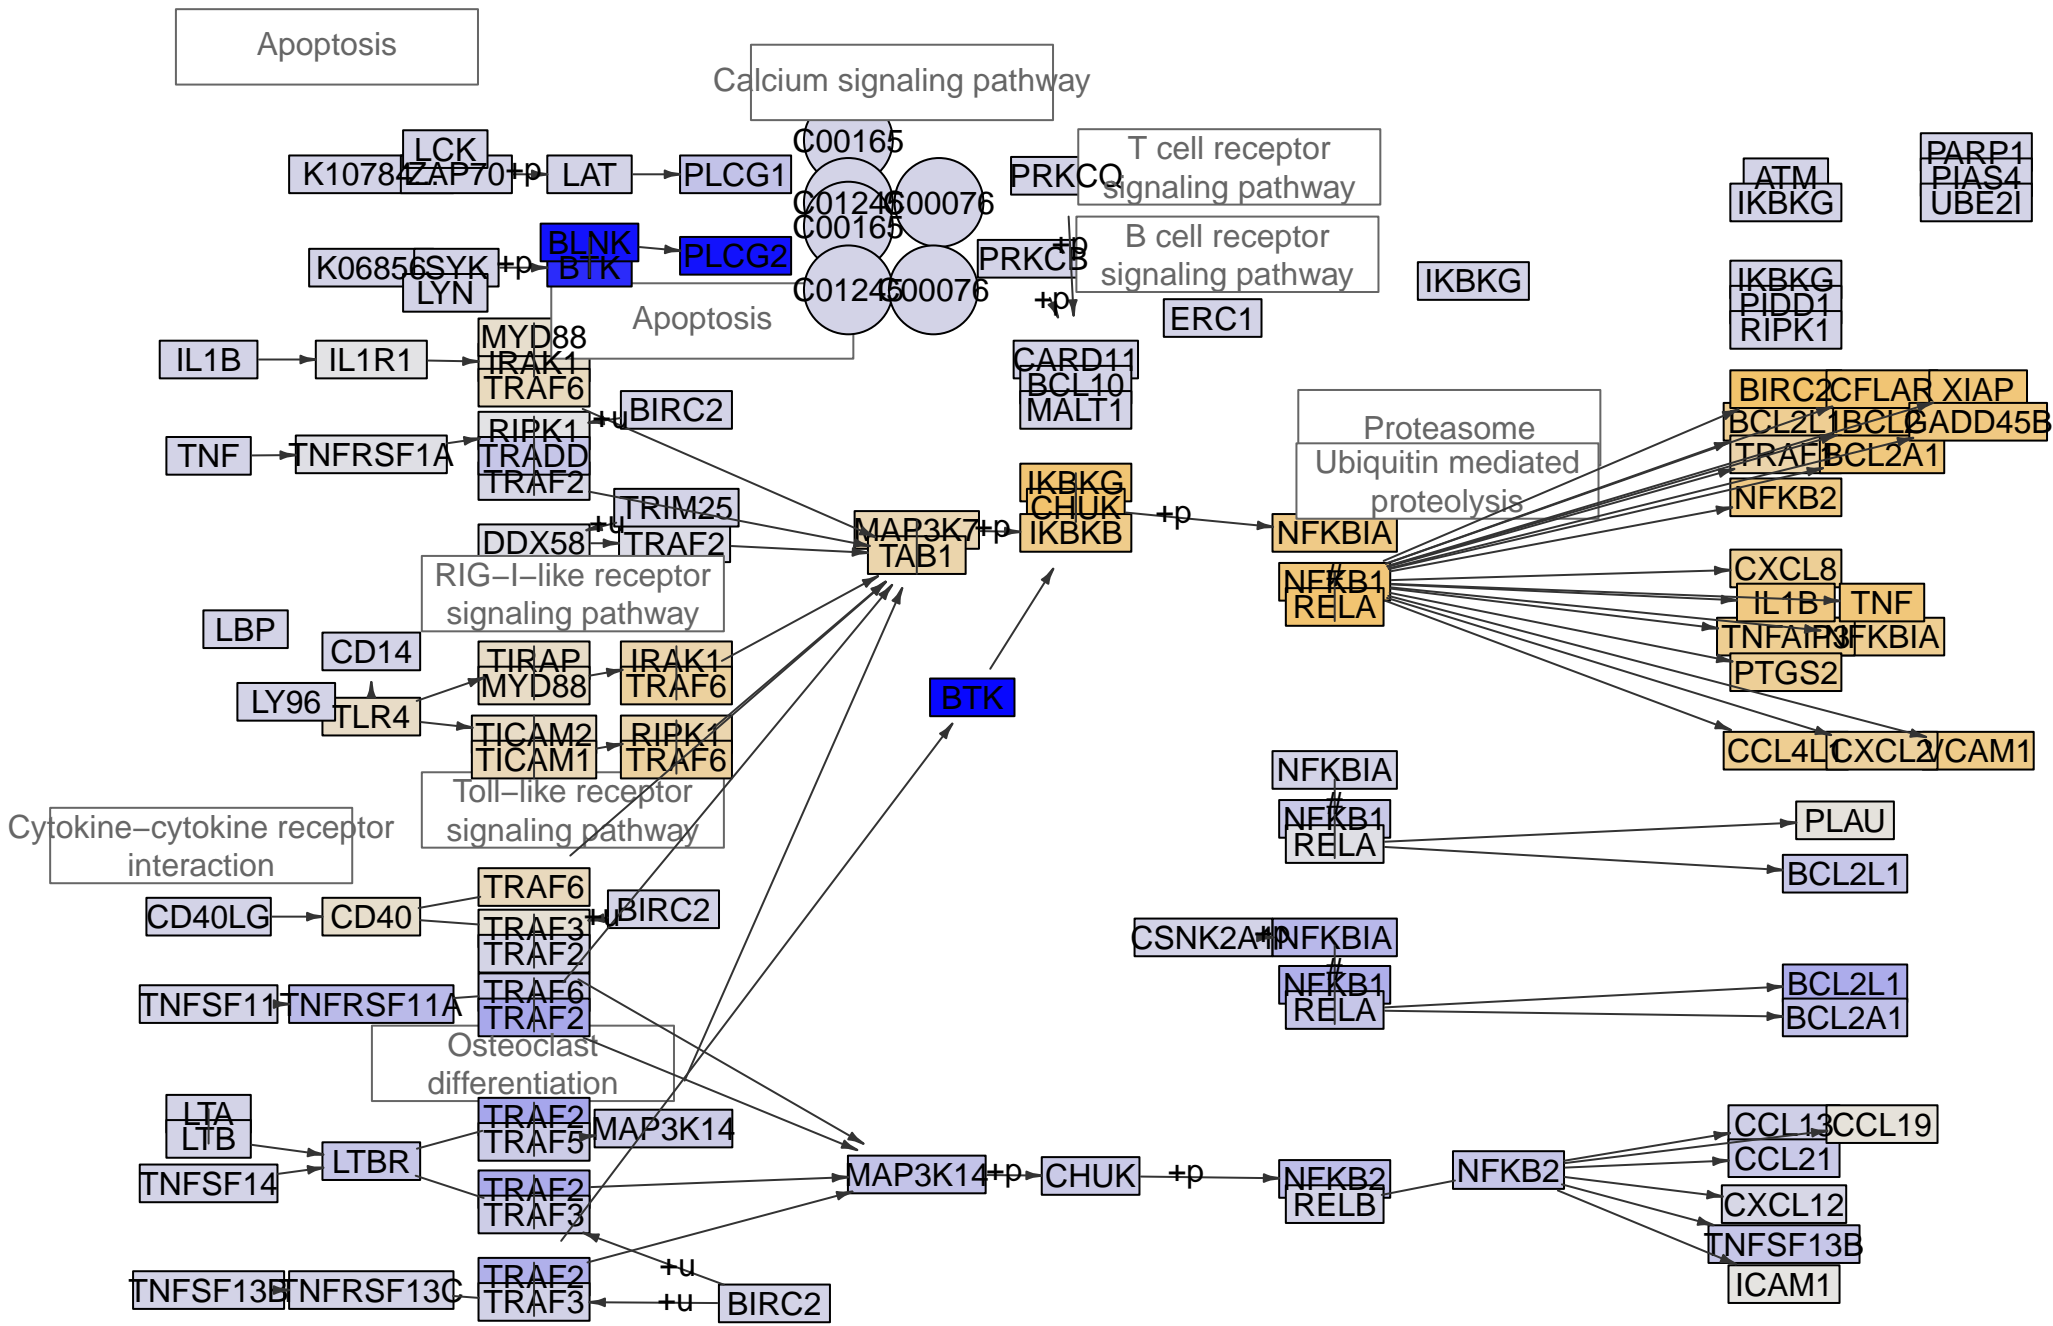 Apoptosis
Calcium signaling pathway
LCK
K10784
ZAP70
+p
LAT
PLCG1
C00165
C01245
C00076
C00165
PRKCQ
T cell receptor
signaling pathway
ATM
IKBKG
PARP1
PIAS4
UBE2I
K06856
SYK
LYN
+p
BLNK
BTK
PLCG2
C01245
C00076
PRKCB
+p
B cell receptor
signaling pathway
+p
ERC1
IKBKG
IKBKG
PIDD1
RIPK1
Apoptosis
IL1B
IL1R1
MYD88
IRAK1
TRAF6
CARD11
BCL10
MALT1
TNF
TNFRSF1A
RIPK1
TRADD
TRAF2
+u
BIRC2
Proteasome
Ubiquitin mediated
proteolysis
BIRC2
CFLAR
XIAP
BCL2L1
BCL2
GADD45B
TRAF1
BCL2A1
NFKB2
DDX58
+u
TRIM25
TRAF2
MAP3K7
TAB1
+p
IKBKG
CHUK
IKBKB
+p
NFKBIA
#
NFKB1
RELA
CXCL8
IL1B
TNF
TNFAIP3
NFKBIA
PTGS2
CCL4L1
CXCL2
VCAM1
RIG−I−like receptor
signaling pathway
LBP
CD14
LY96
TLR4
TIRAP
MYD88
IRAK1
TRAF6
TICAM2
TICAM1
RIPK1
TRAF6
BTK
Toll−like receptor
signaling pathway
Cytokine−cytokine receptor
interaction
NFKBIA
#
NFKB1
RELA
PLAU
BCL2L1
CD40LG
CD40
TRAF6
TRAF3
TRAF2
+u
BIRC2
CSNK2A1
+p
NFKBIA
#
NFKB1
RELA
BCL2L1
BCL2A1
TNFSF11
TNFRSF11A
TRAF6
TRAF2
Osteoclast
differentiation
LTA
LTB
TNFSF14
LTBR
TRAF2
TRAF5
MAP3K14
TRAF2
TRAF3
MAP3K14
+p
CHUK
+p
NFKB2
RELB
NFKB2
CCL13
CCL19
CCL21
CXCL12
TNFSF13B
ICAM1
TNFSF13B
TNFRSF13C
TRAF2
TRAF3
+u
+u
BIRC2